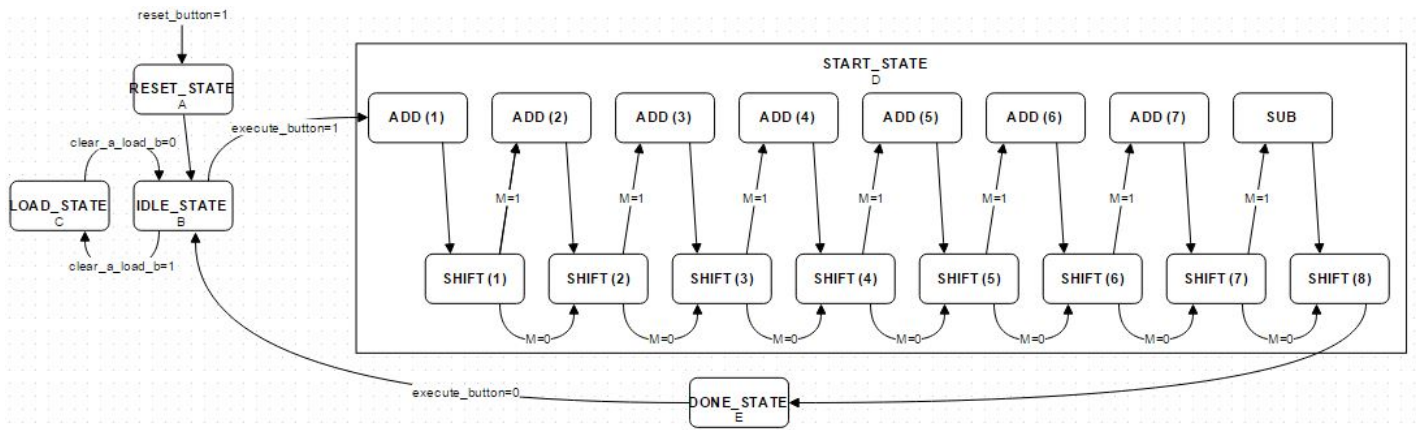 reset_button=1
START_STATE
D
RESET_STATE
A
ADD (1)
ADD (2)
ADD (3)
ADD (4)
ADD (5)
ADD (6)
ADD (7)
SUB
execute_button=1
clear_a_load_b=0
LOAD_STATE
C
IDLE_STATE
B
M=1
M=1
M=1
M=1
M=1
M=1
M=1
clear_a_load_b=1
SHIFT (1)
SHIFT (2)
SHIFT (3)
SHIFT (4)
SHIFT (5)
SHIFT (6)
SHIFT (7)
SHIFT (8)
M=0
M=0
M=0
M=0
M=0
M=0
M=0
execute_button=0
DONE_STATE
E